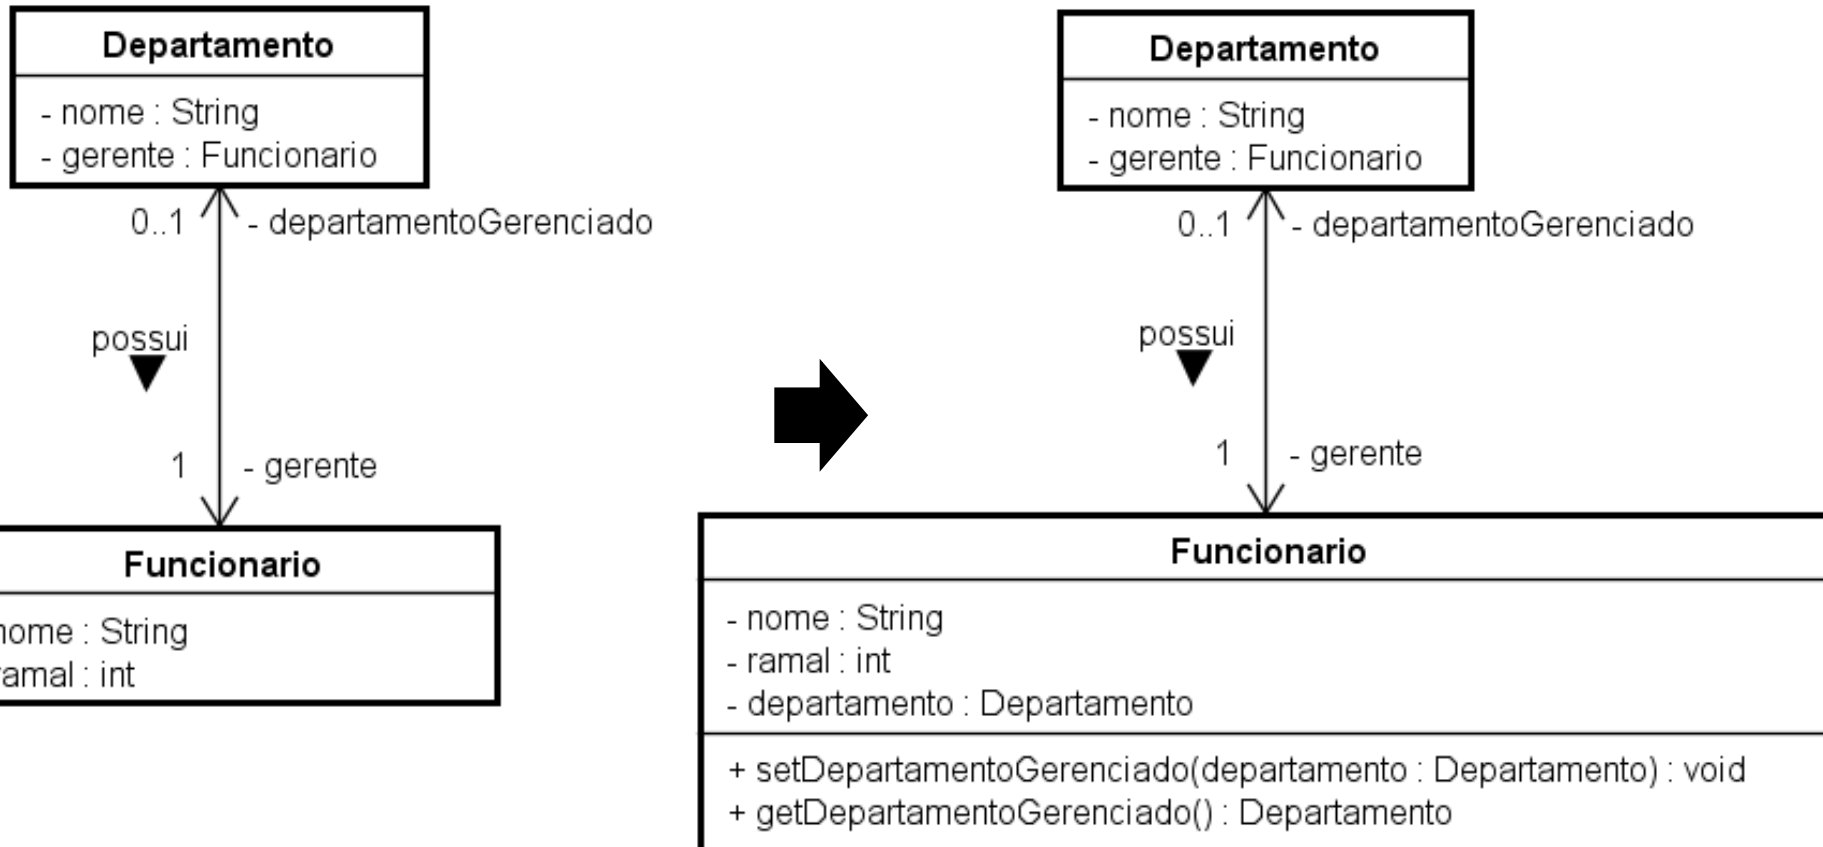 Departamento
- nome : String
- gerente : Funcionario
0..1
- departamentoGerenciado
possui
1
- gerente
Funcionario
nome : String
ramal : int
Departamento
- nome : String
- gerente : Funcionario
0..1
- departamentoGerenciado
possui
1
- gerente
Funcionario
- nome : String
- ramal : int
- departamento : Departamento
+ setDepartamentoGerenciado(departamento : Departamento) : void
+ getDepartamentoGerenciado() : Departamento